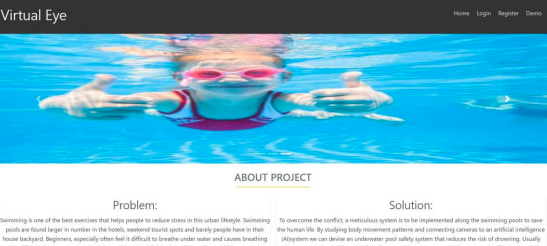 Virtual Eye
Home Login Register Demo
ABOUT PROJECT
Problem:
Swimming is one of the best exercises that helps people to reduce stress in this urban lifestyle. Swimming
pools are found larger in number in the hotels, weekend tourist spots and barely people have in their
house backyard. Beginners, especially often feel it difficult to breathe under water and causes breathing
Solution:
To overcome the conflict, a meticulous system is to be implemented along the swimming pools to save
the human life. By studying body movement patterns and connecting cameras to an artificial intelligence
(AI)system we can devise an underwater pool safety system that reduces the risk of drowning. Usually